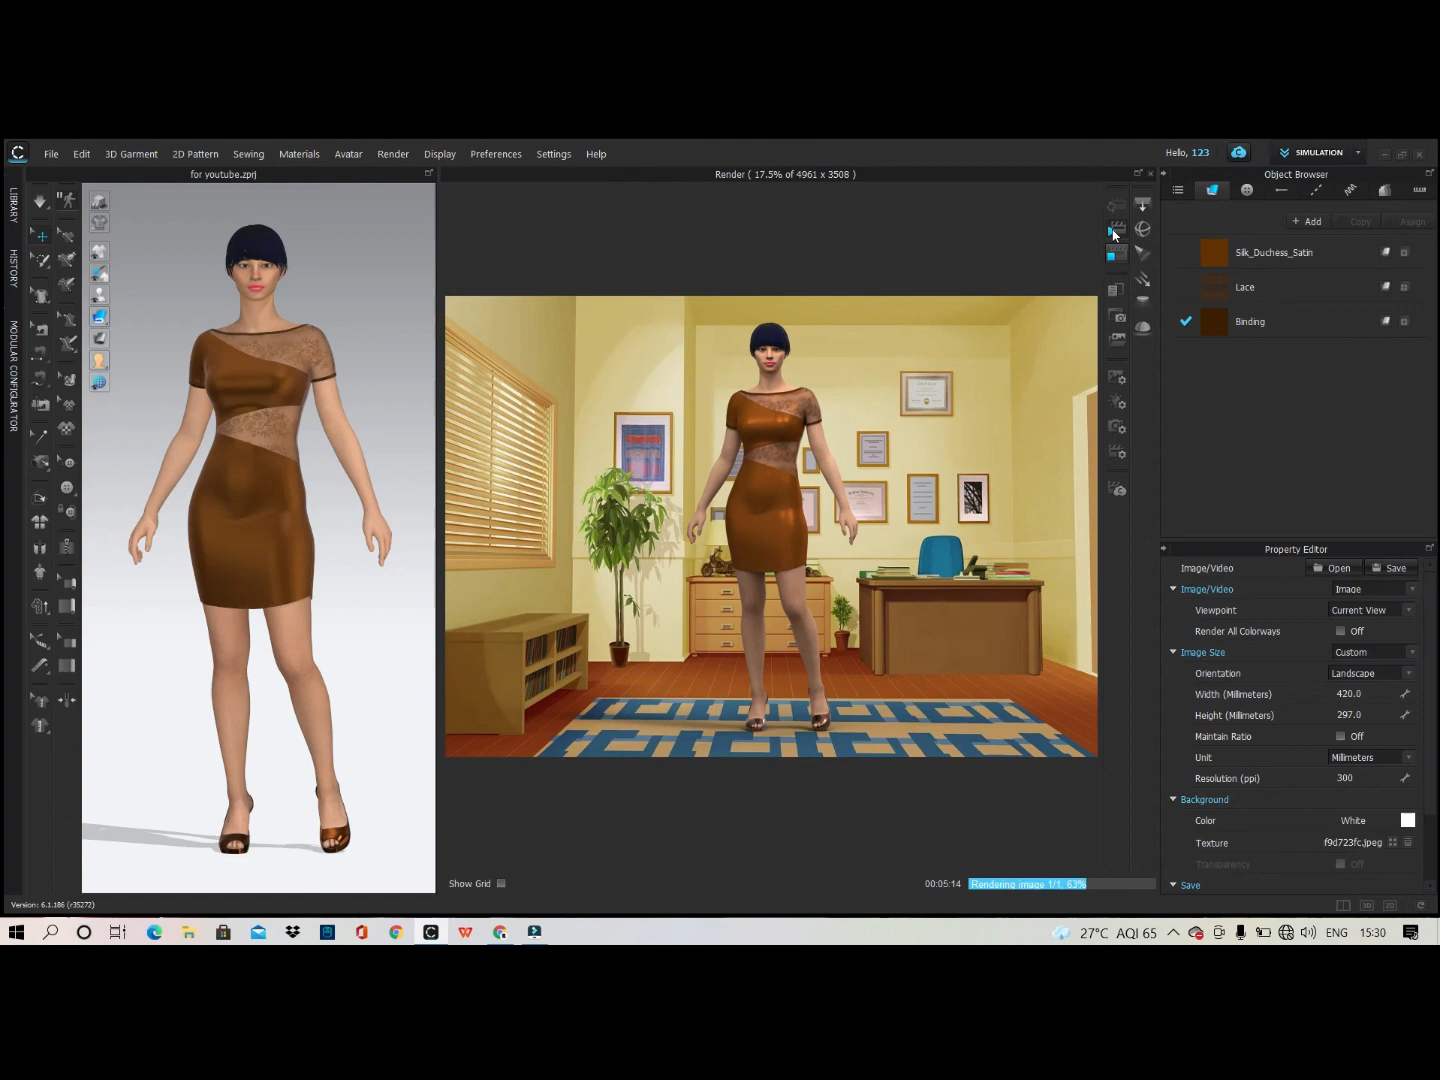 File Edit 3D Garment 2D Pattern Sewing Materials Avatar Render Display Preferences Settings Help
Hello, 123
SIMULATION
for youtube.zprj
Render ( 17.5% of 4961 x 3508 )
Object Browser
LIBRARY
HISTORY
MODULAR CONFIGURATOR
+ Add
Copy
Assign
Silk_Duchess_Satin
Lace
Binding
Property Editor
Image/Video
Open
Save
Image/Video
Image
Viewpoint
Current View
Render All Colorways
Off
Image Size
Custom
Orientation
Landscape
Width (Millimeters)
420.0
Height (Millimeters)
297.0
Maintain Ratio
Off
Unit
Milimeters
Resolution (ppi)
300
Background
Color
White
Texture
f9d723fc.jpeg
Transparency
Off
Save
Show Grid
00:05:14
Rendering image 1/1, 63%
Version: 6.1.186 (r35272)
3D
2D
27°C AQI 65
ENG
15:30